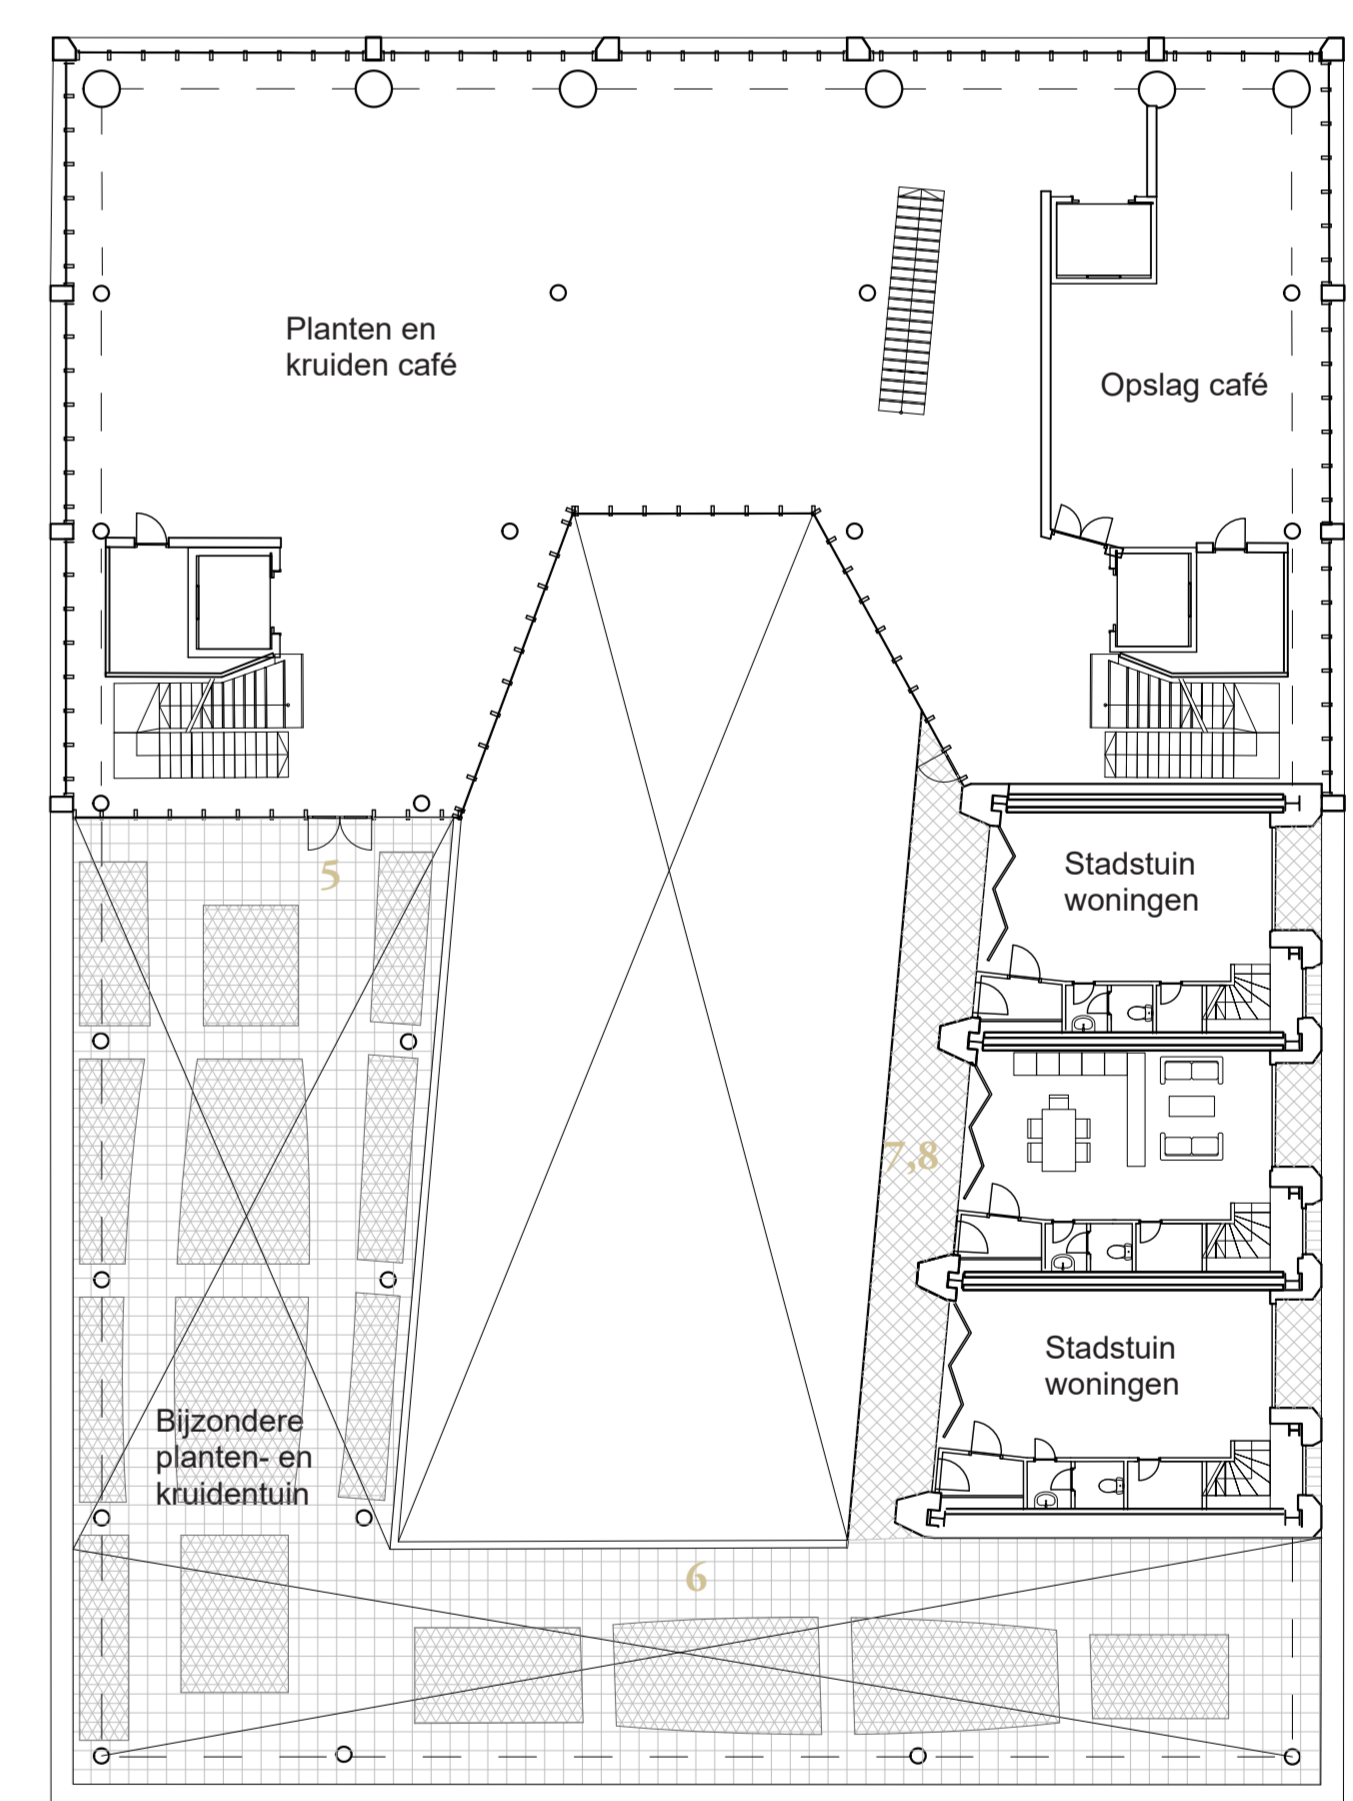 Planten en
kruiden café
Opslag café
5
Stadstuin
woningen
7,8
Stadstuin
woningen
Bijzondere
planten- en
kruidentuin
6